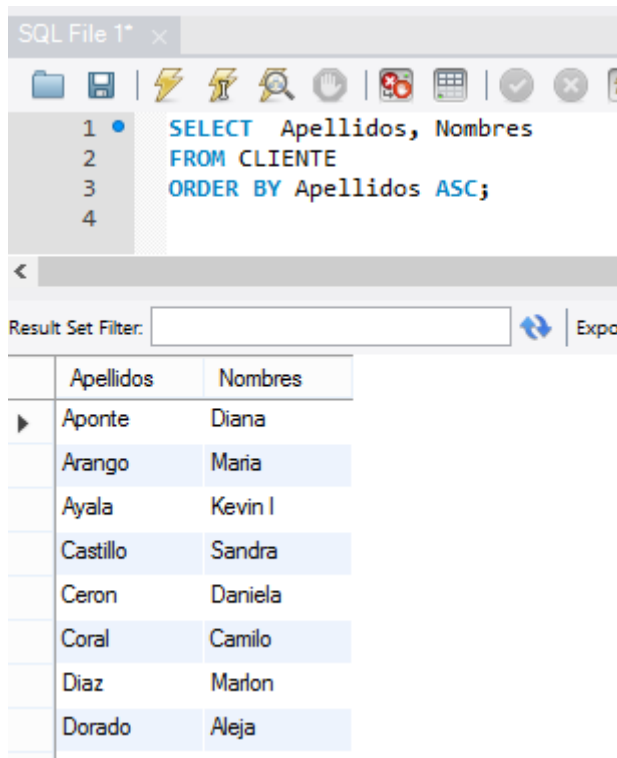 SQL File 1*
1 SELECT Apellidos, Nombres
2 FROM CLIENTE
3 ORDER BY Apellidos ASC;
4
Result Set Filter: Expo
Apellidos Nombres
Aponte Diana
Arango Maria
Ayala Kevin I
Castillo Sandra
Ceron Daniela
Coral Camilo
Diaz Marlon
Dorado Aleja